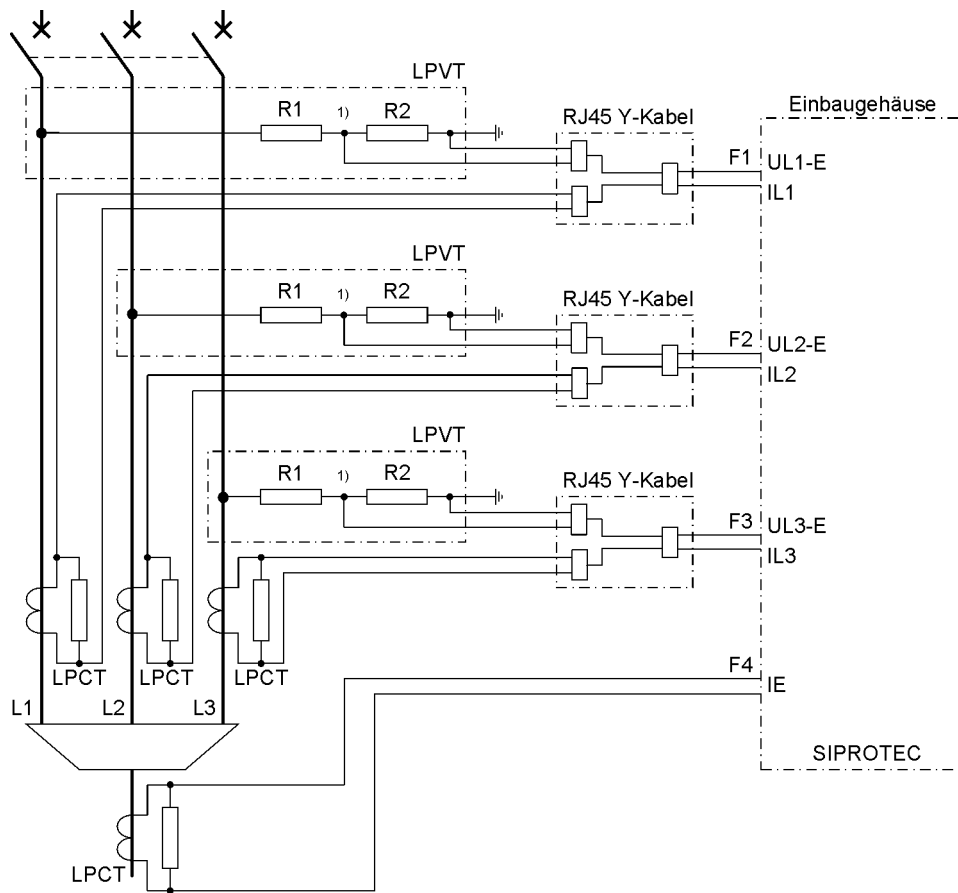 LPVT
Einbaugehäuse
R1
1)
R2
RJ45 Y-Kabel
F1
UL1-E
IL1
LPVT
R1
1)
R2
RJ45 Y-Kabel
F2
UL2-E
IL2
LPVT
R1
1)
R2
RJ45 Y-Kabel
F3
UL3-E
IL3
LPCT
LPCT
LPCT
F4
IE
L1
L2
L3
SIPROTEC
LPCT